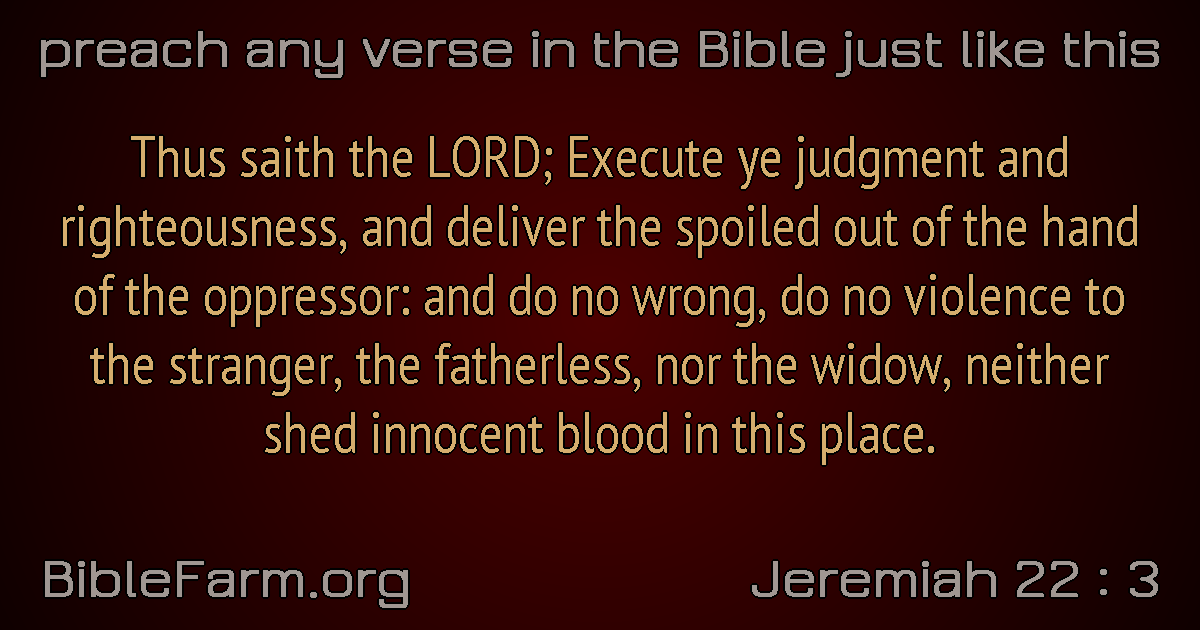 preach any verse in the Bible just like this
Thus saith the LORD; Execute ye judgment and
righteousness, and deliver the spoiled out of the hand
of the oppressor: and do no wrong, do no violence to
the stranger, the fatherless, nor the widow, neither
shed innocent blood in this place.
BibleFarm.org
Jeremiah 22 : 3